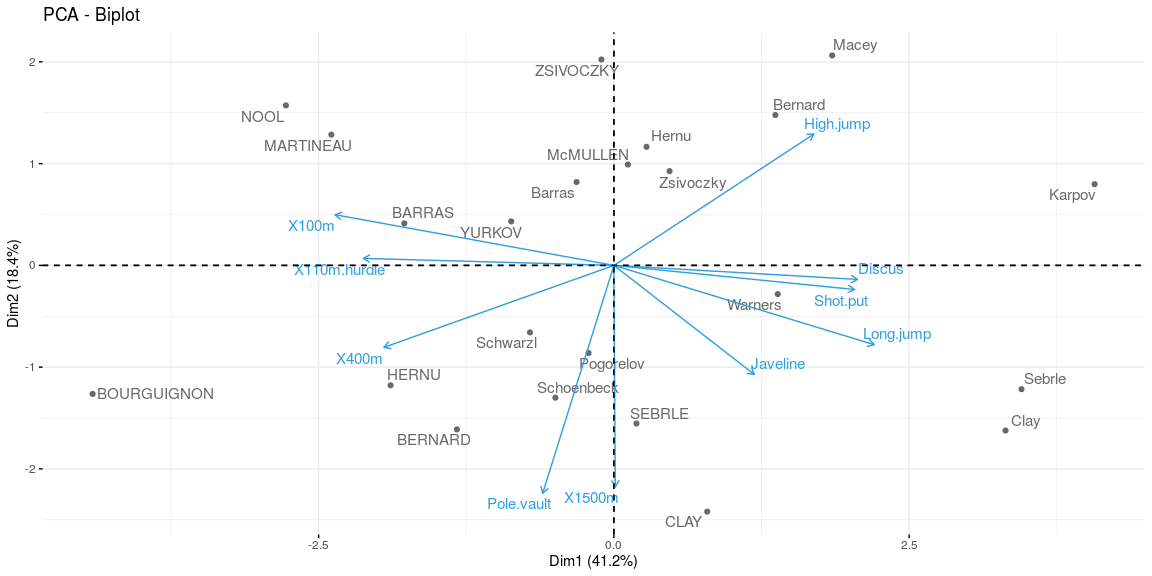 PCA - Biplot
Macey
2
ZSIVOCZKY
Bernard
NOOL
High.jump
Hernu
MARTINEAU
McMULLEN
1
Zsivoczky
Barras
Karpov
BARRAS
X100m
YURKOV
Dim2 (18.4%)
0
X110m.hurdle
Discus
Shot.put
Warners
Long.jump
Schwarzl
X400m
Pogorelov
Javeline
-1
HERNU
Sebrle
Schoenbeck
BOURGUIGNON
SEBRLE
Clay
BERNARD
-2
X1500m
Pole.vault
CLAY
-2.5
0.0
2.5
Dim1 (41.2%)